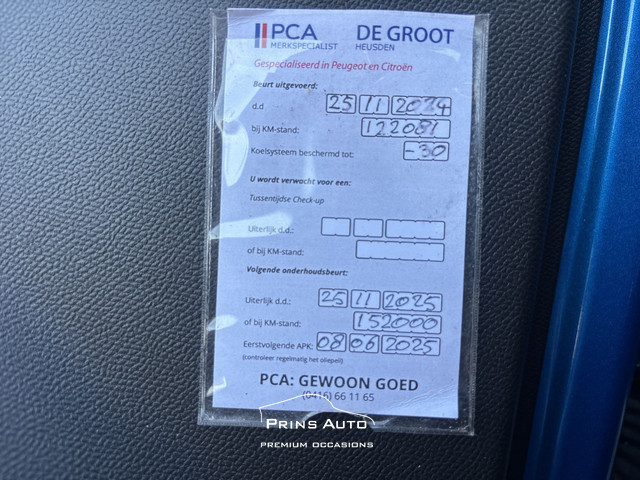 PCA DE GROOT
MERKSPECIALIST HEUSDEN
Gespecialiseerd in Peugeot en Citroën
Beurt uitgevoerd:
d.d 25 11 2024
bij KM-stand: 122081
Koelsysteem beschermd tot: -30
U wordt verwacht voor een:
Tussentijdse Check-up
Uiterlijk d.d.:
of bij KM-stand:
Volgende onderhoudsbeurt:
Uiterlijk d.d.: 25 11 2025
of bij KM-stand: 152000
Eerstvolgende APK: 08 06 2025
(controleer regelmatig het oliepeil)
PCA: GEWOON GOED
(0416) 66 11 65
PRINS AUTO
PREMIUM OCCASIONS